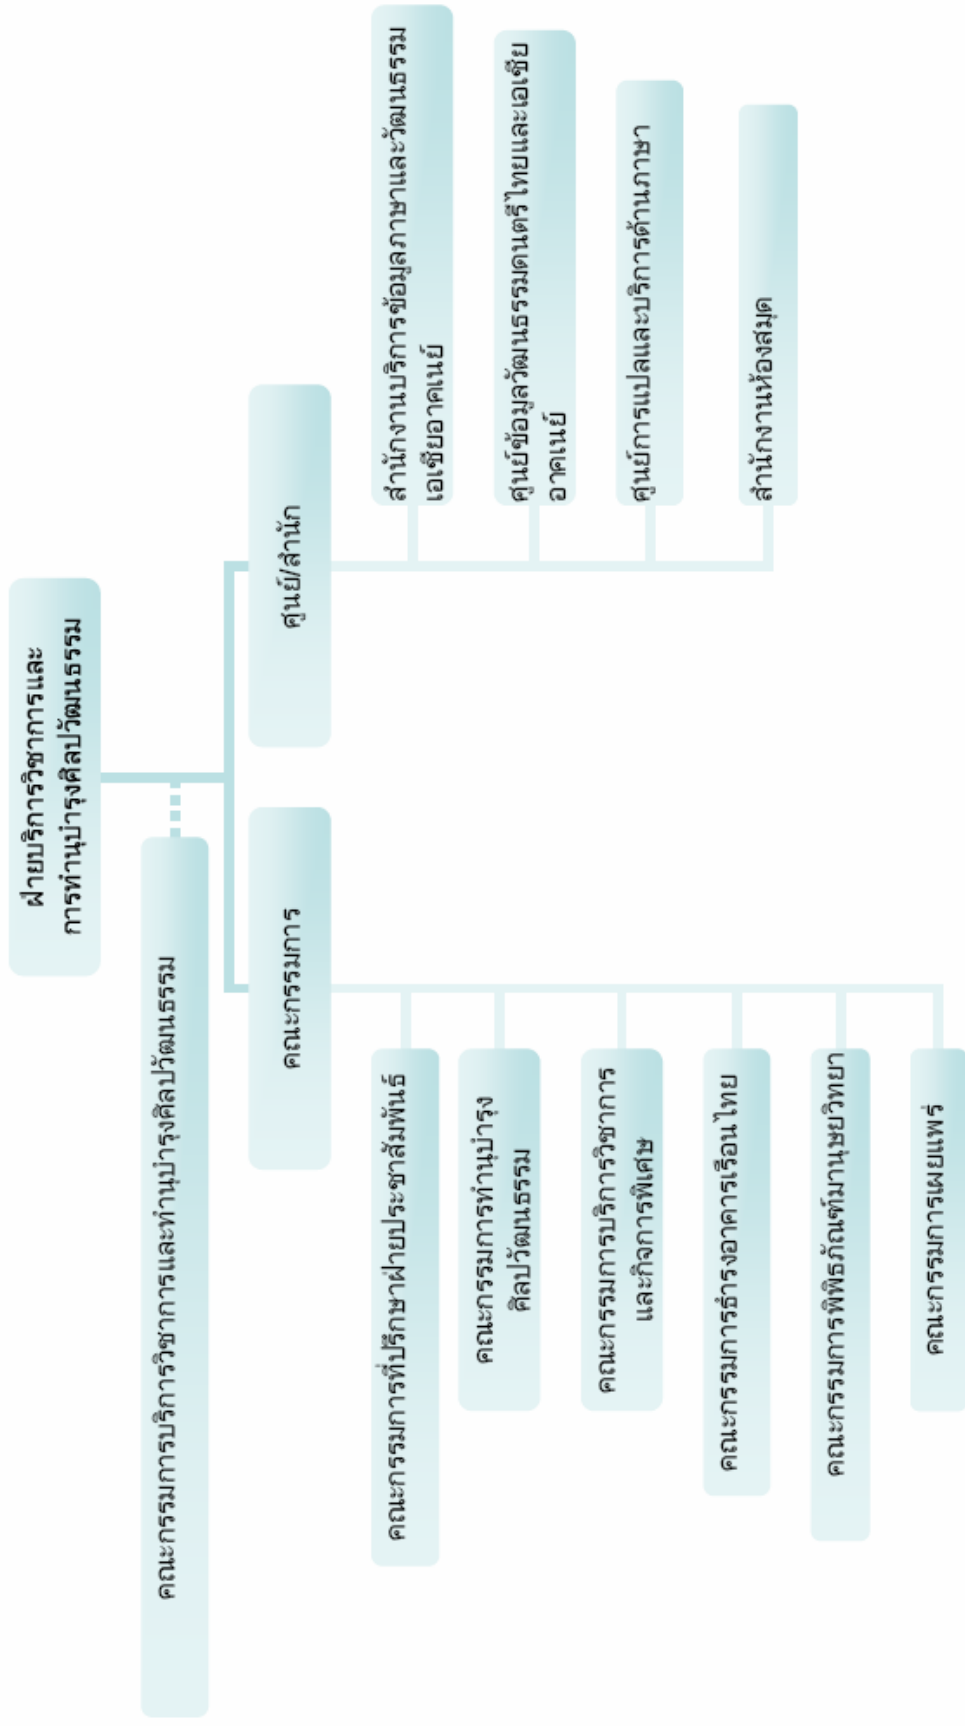 ฝ่ายบริการวิชาการและ
การทำนุบำรุงศิลปวัฒนธรรม
คณะกรรมการบริการวิชาการและทำนุบำรุงศิลปวัฒนธรรม
คณะกรรมการ
คณะกรรมการที่ปรึกษาฝ่ายประชาสัมพันธ์
คณะกรรมการทำนุบำรุง
ศิลปวัฒนธรรม
คณะกรรมการบริการวิชาการ
และกิจการพิเศษ
คณะกรรมการธำรงอาคารเรือนไทย
คณะกรรมการพิพิธภัณฑ์มานุษยวิทยา
คณะกรรมการเผยแพร่
ศูนย์/สำนัก
สำนักงานบริการข้อมูลภาษาและวัฒนธรรม
เอเชียอาคเนย์
ศูนย์ข้อมูลวัฒนธรรมดนตรีไทยและเอเชีย
อาคเนย์
ศูนย์การแปลและบริการด้านภาษา
สำนักงานห้องสมุด